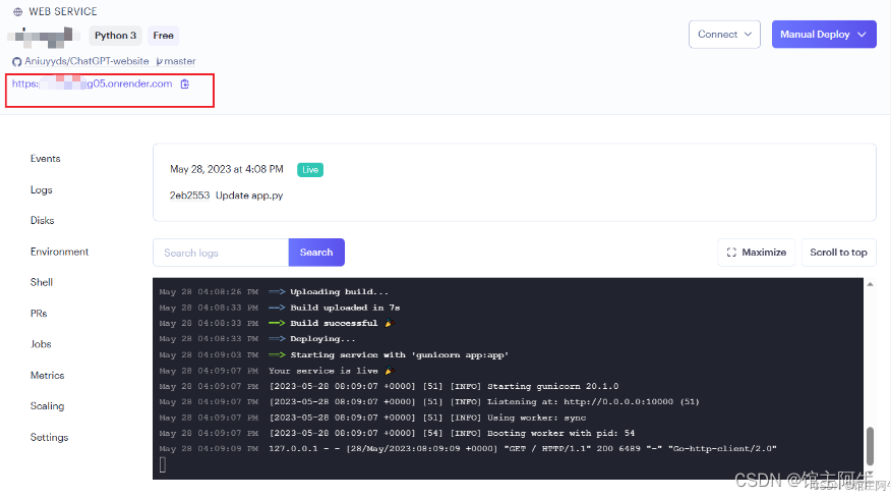 WEB SERVICE
Python 3 Free
Connect
Manual Deploy
Aniuyyds/ChatGPT-website master
https: g05.onrender.com
Events
Logs
Disks
Environment
Shell
PRs
Jobs
Metrics
Scaling
Settings
May 28, 2023 at 4:08 PM Live
2eb2553 Update app.py
Search logs Search
Maximize
Scroll to top
May 28 04:08:26 PM ==> Uploading build...
May 28 04:08:33 PM ==> Build uploaded in 7s
May 28 04:08:33 PM ==> Build successful 🎉
May 28 04:08:33 PM ==> Deploying...
May 28 04:09:03 PM ==> Starting service with 'gunicorn app:app'
May 28 04:09:07 PM Your service is live 🎉
May 28 04:09:07 PM [2023-05-28 08:09:07 +0000] [51] [INFO] Starting gunicorn 20.1.0
May 28 04:09:07 PM [2023-05-28 08:09:07 +0000] [51] [INFO] Listening at: http://0.0.0.0:10000 (51)
May 28 04:09:07 PM [2023-05-28 08:09:07 +0000] [51] [INFO] Using worker: sync
May 28 04:09:07 PM [2023-05-28 08:09:07 +0000] [54] [INFO] Booting worker with pid: 54
May 28 04:09:09 PM 127.0.0.1 - - [28/May/2023:08:09:09 +0000] "GET / HTTP/1.1" 200 6489 "-" "Go-http-client/2.0"
CSDN @馆主阿牛